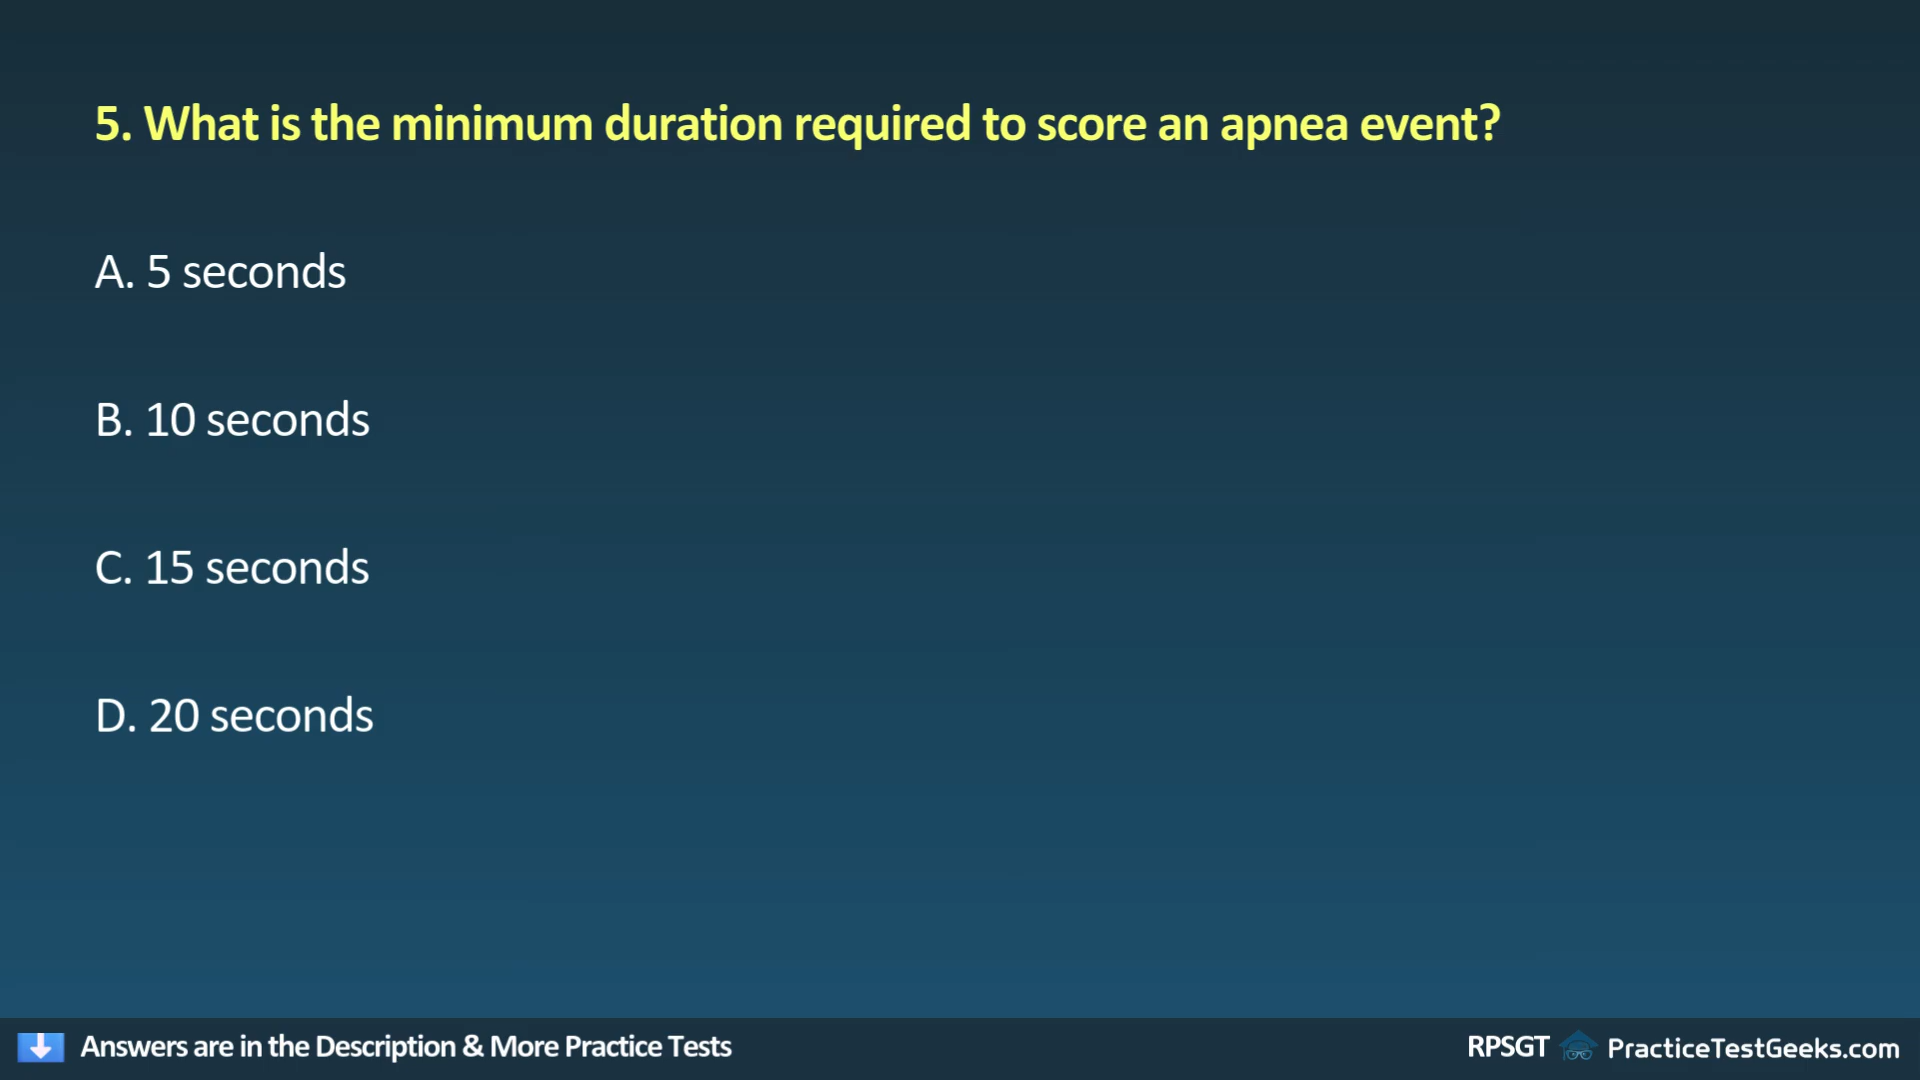 5. What is the minimum duration required to score an apnea event?
A. 5 seconds
B. 10 seconds
C. 15 seconds
D. 20 seconds
Answers are in the Description & More Practice Tests
RPSGT PracticeTestGeeks.com